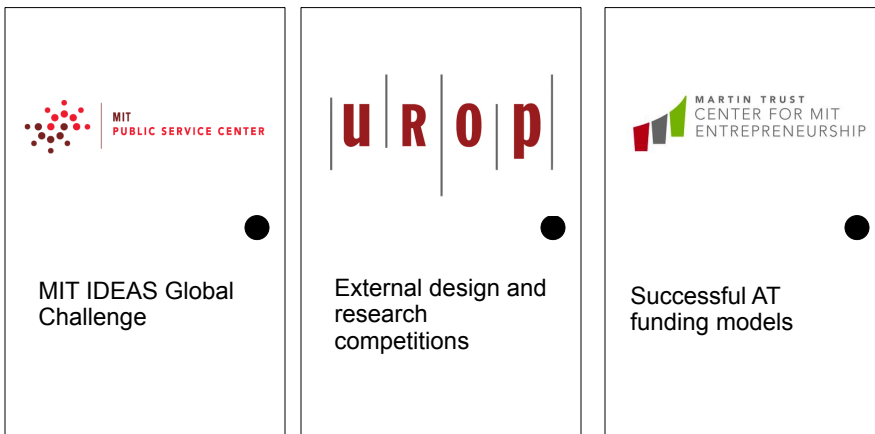 MIT
PUBLIC SERVICE CENTER
MIT IDEAS Global
Challenge
uROp
External design and
research
competitions
MARTIN TRUST
CENTER FOR MIT
ENTREPRENEURSHIP
Successful AT
funding models